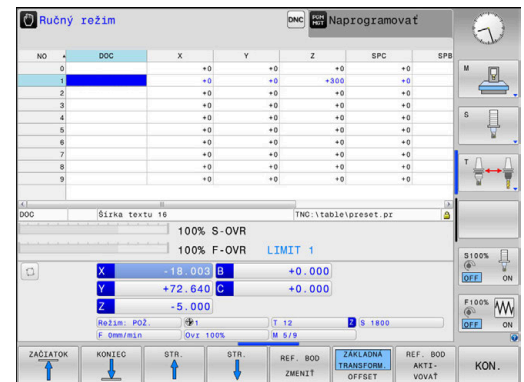 Ručný režim
DNC
PGM MGT
Naprogramovať
NO DOC X Y Z SPC SPB
0 +0 +0 +0 +0
1 +0 +0 +300 +0
2 +0 +0 +0 +0
3 +0 +0 +0 +0
4 +0 +0 +0 +0
5 +0 +0 +0 +0
6 +0 +0 +0 +0
7 +0 +0 +0 +0
8 +0 +0 +0 +0
9 +0 +0 +0 +0
DOC Šírka textu 16 TNC:\table\preset.pr
100% S-OVR
100% F-OVR LIMIT 1
X -18.003 B +0.000
Y +72.640 C +0.000
Z -5.000
Režim: POŽ. 1 T 12 Z S 1800
F 0mm/min Ovr 100% M 5/9
M
S
T
S100%
OFF ON
F100%
OFF ON
ZAČIATOK
KONIEC
STR.
STR.
REF. BOD
ZMENIŤ
ZÁKLADNÁ
TRANSFORM.
OFFSET
REF. BOD
AKTI-
VOVAŤ
KON.